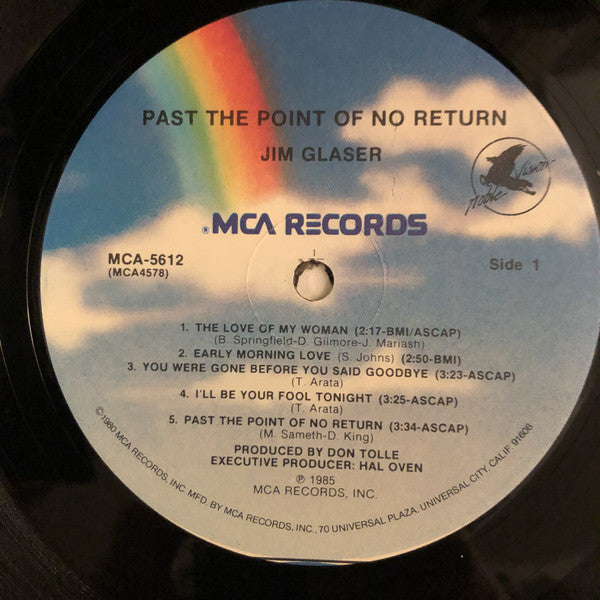 PAST THE POINT OF NO RETURN
JIM GLASER
Noble Vision
®MCA RECORDS
MCA-5612
(MCA4578)
Side 1
1. THE LOVE OF MY WOMAN (2:17-BMI/ASCAP)
(B. Springfield-D. Gilmore-J. Mariash)
2. EARLY MORNING LOVE (S. Johns) (2:50-BMI)
3. YOU WERE GONE BEFORE YOU SAID GOODBYE (3:23-ASCAP)
(T. Arata)
4. I'LL BE YOUR FOOL TONIGHT (3:25-ASCAP)
(T. Arata)
5. PAST THE POINT OF NO RETURN (3:34-ASCAP)
(M. Sameth-D. King)
PRODUCED BY DON TOLLE
EXECUTIVE PRODUCER: HAL OVEN
℗ 1985
MCA RECORDS, INC.
©1980 MCA RECORDS, INC. MFD. BY MCA RECORDS, INC., 70 UNIVERSAL PLAZA, UNIVERSAL CITY, CALIF. 91608